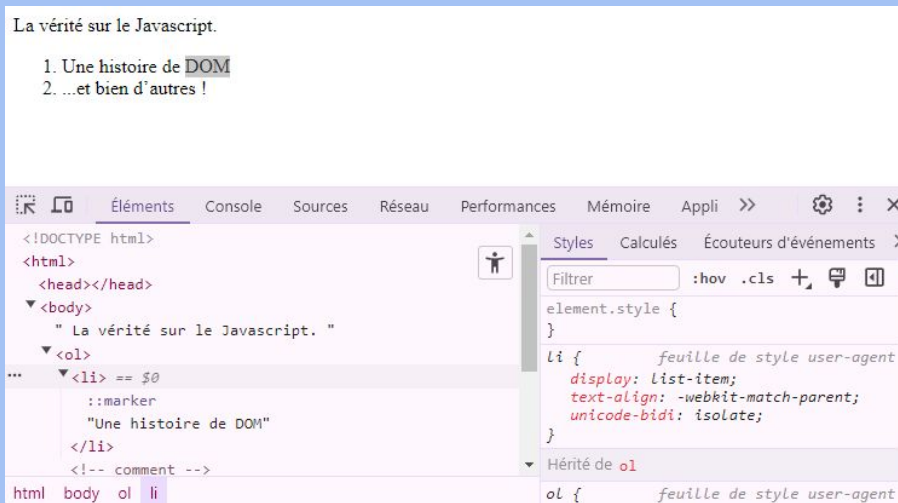 La vérité sur le Javascript.
1. Une histoire de DOM
2. ...et bien d’autres !
Éléments Console Sources Réseau Performances Mémoire Appli
<!DOCTYPE html>
<html>
<head></head>
<body>
" La vérité sur le Javascript. "
<ol>
<li> == $0
::marker
"Une histoire de DOM"
</li>
<!-- comment -->
html body ol li
Styles Calculés Écouteurs d'événements
Filtrer :hov .cls
element.style {
}
li { feuille de style user-agent
display: list-item;
text-align: -webkit-match-parent;
unicode-bidi: isolate;
}
Hérité de ol
ol { feuille de style user-agent